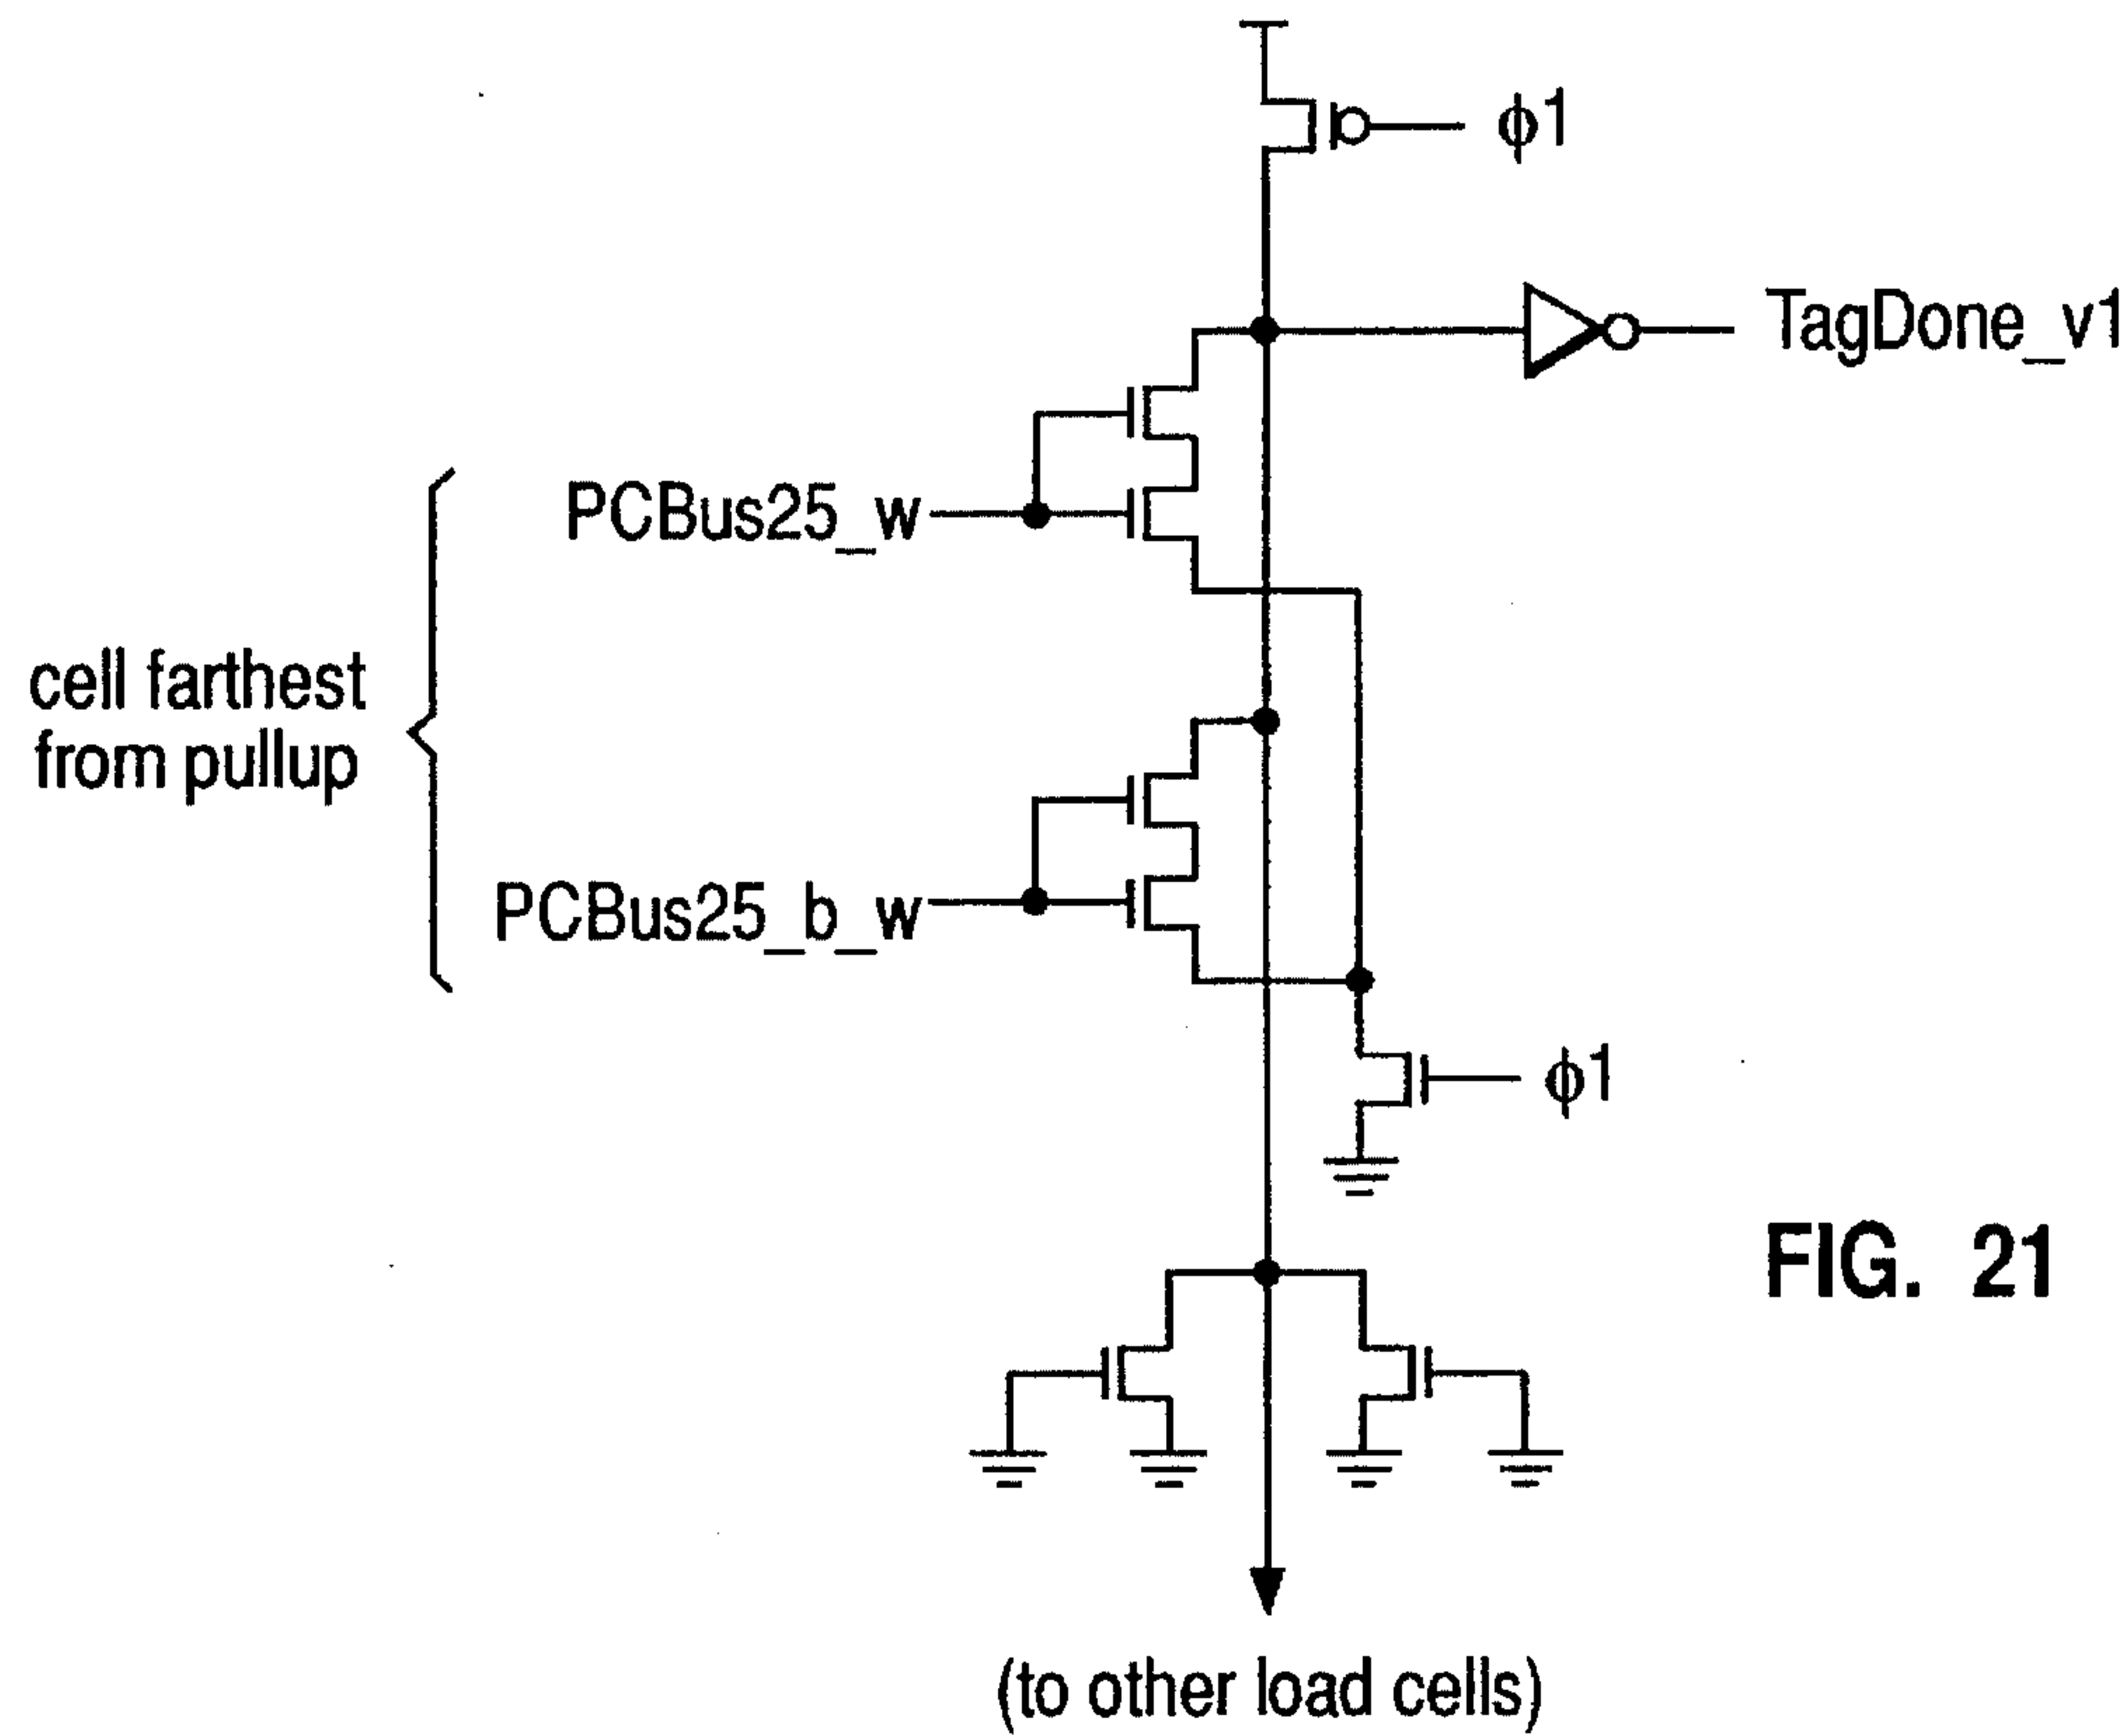 ϕ1
TagDone_v1
PCBus25_w
cell farthest
from pullup
PCBus25_b_w
ϕ1
FIG. 21
(to other load cells)